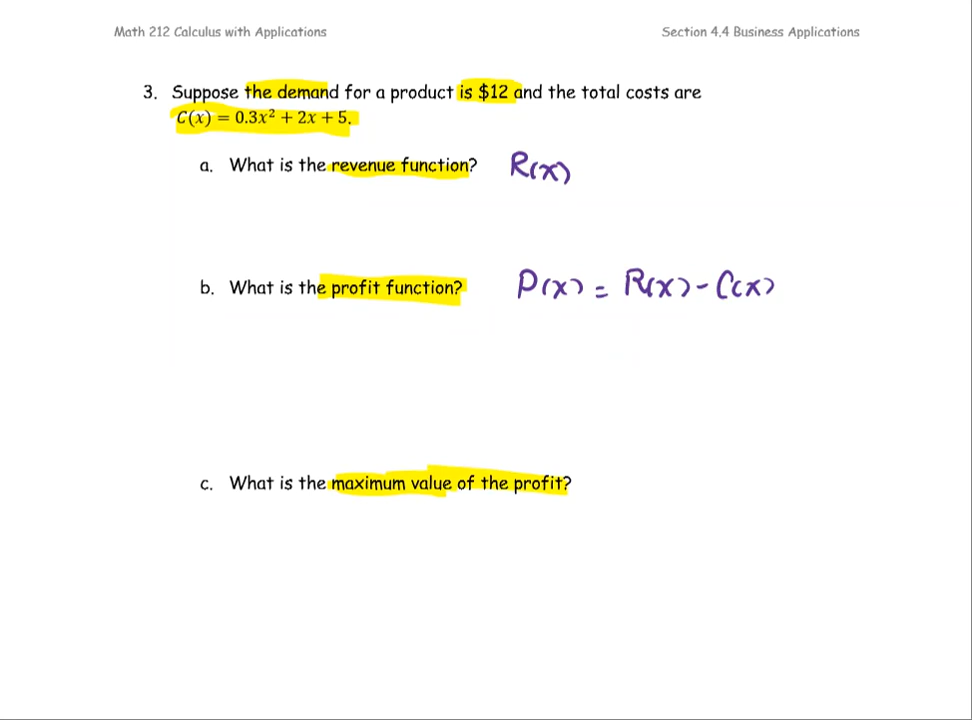 Math 212 Calculus with Applications Section 4.4 Business Applications
3. Suppose the demand for a product is $12 and the total costs are
C(x) = 0.3x² + 2x + 5.
a. What is the revenue function? R(x)
b. What is the profit function? P(x) = R(x) - C(x)
c. What is the maximum value of the profit?